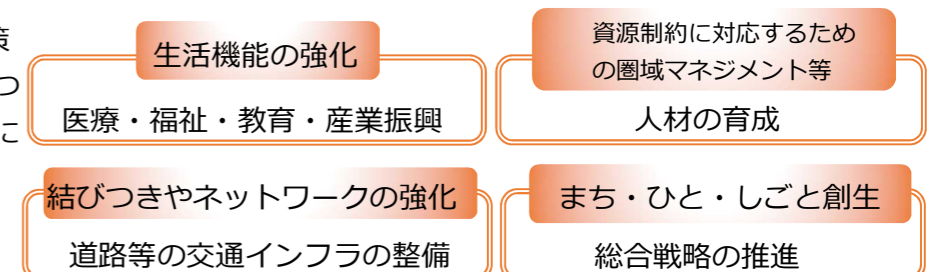 策
つ
に
生活機能の強化
医療・福祉・教育・産業振興
資源制約に対応するため
の圏域マネジメント等
人材の育成
結びつきやネットワークの強化
道路等の交通インフラの整備
まち・ひと・しごと創生
総合戦略の推進